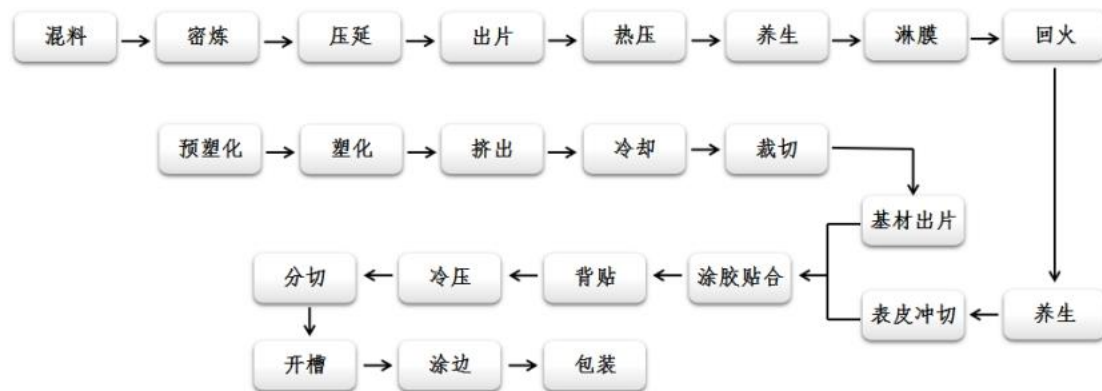 混料 密炼 压延 出片 热压 养生 淋膜 回火
预塑化 塑化 挤出 冷却 裁切
基材出片
分切 冷压 背贴 涂胶贴合
表皮冲切 养生
开槽 涂边 包装